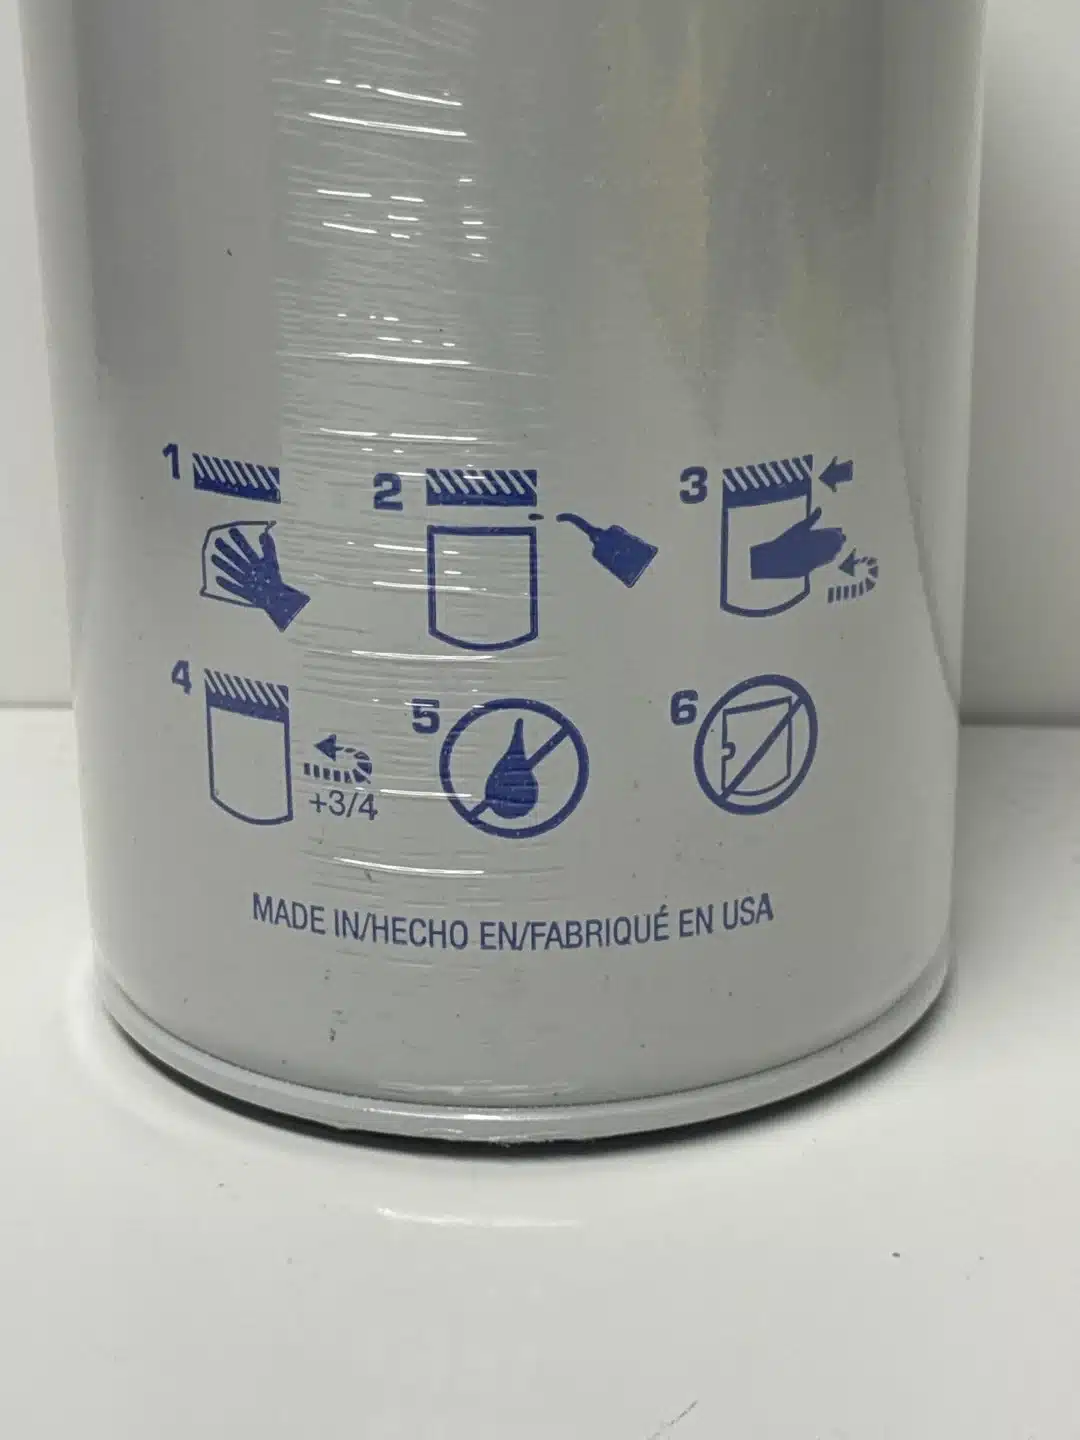 1 2 3
4 +3/4 5 6
MADE IN/HECHO EN/FABRIQUÉ EN USA